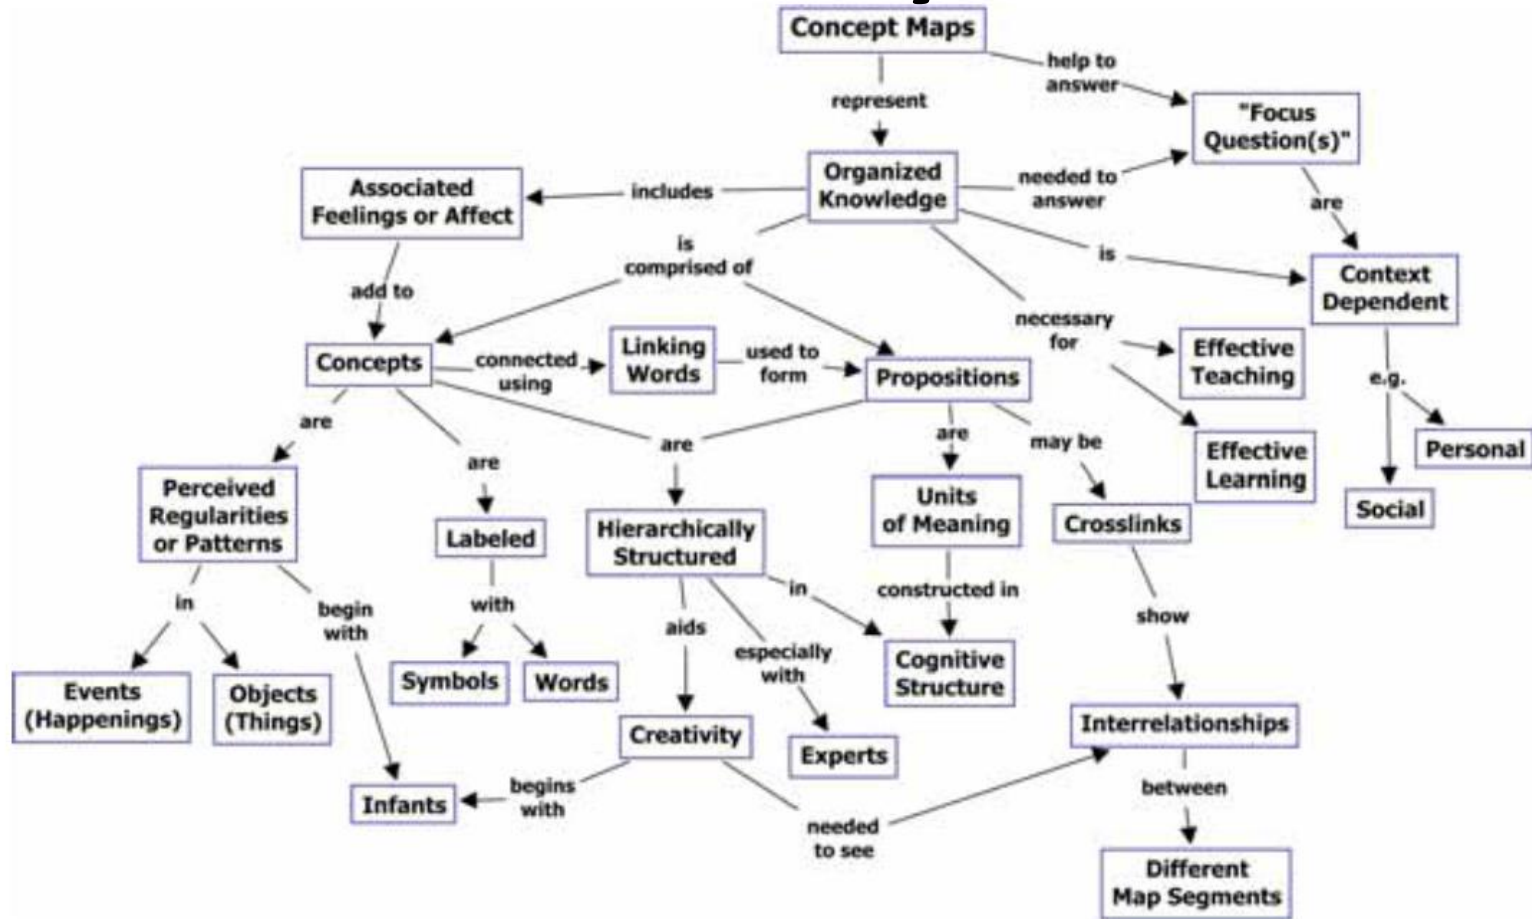 Concept Maps
help to
answer
represent
"Focus
Question(s)"
Organized
Knowledge
needed to
answer
includes
Associated
Feelings or Affect
are
is
comprised of
is
Context
Dependent
add to
necessary
for
Concepts
connected
using
Linking
Words
used to
form
Propositions
Effective
Teaching
e.g.
are
are
are
are
may be
Effective
Learning
Personal
Perceived
Regularities
or Patterns
Labeled
Hierarchically
Structured
Units
of Meaning
Crosslinks
Social
in
begin
with
with
aids
in
constructed in
show
especially
with
Events
(Happenings)
Objects
(Things)
Symbols
Words
Cognitive
Structure
Creativity
Experts
Interrelationships
Infants
begins
with
needed
to see
between
Different
Map Segments